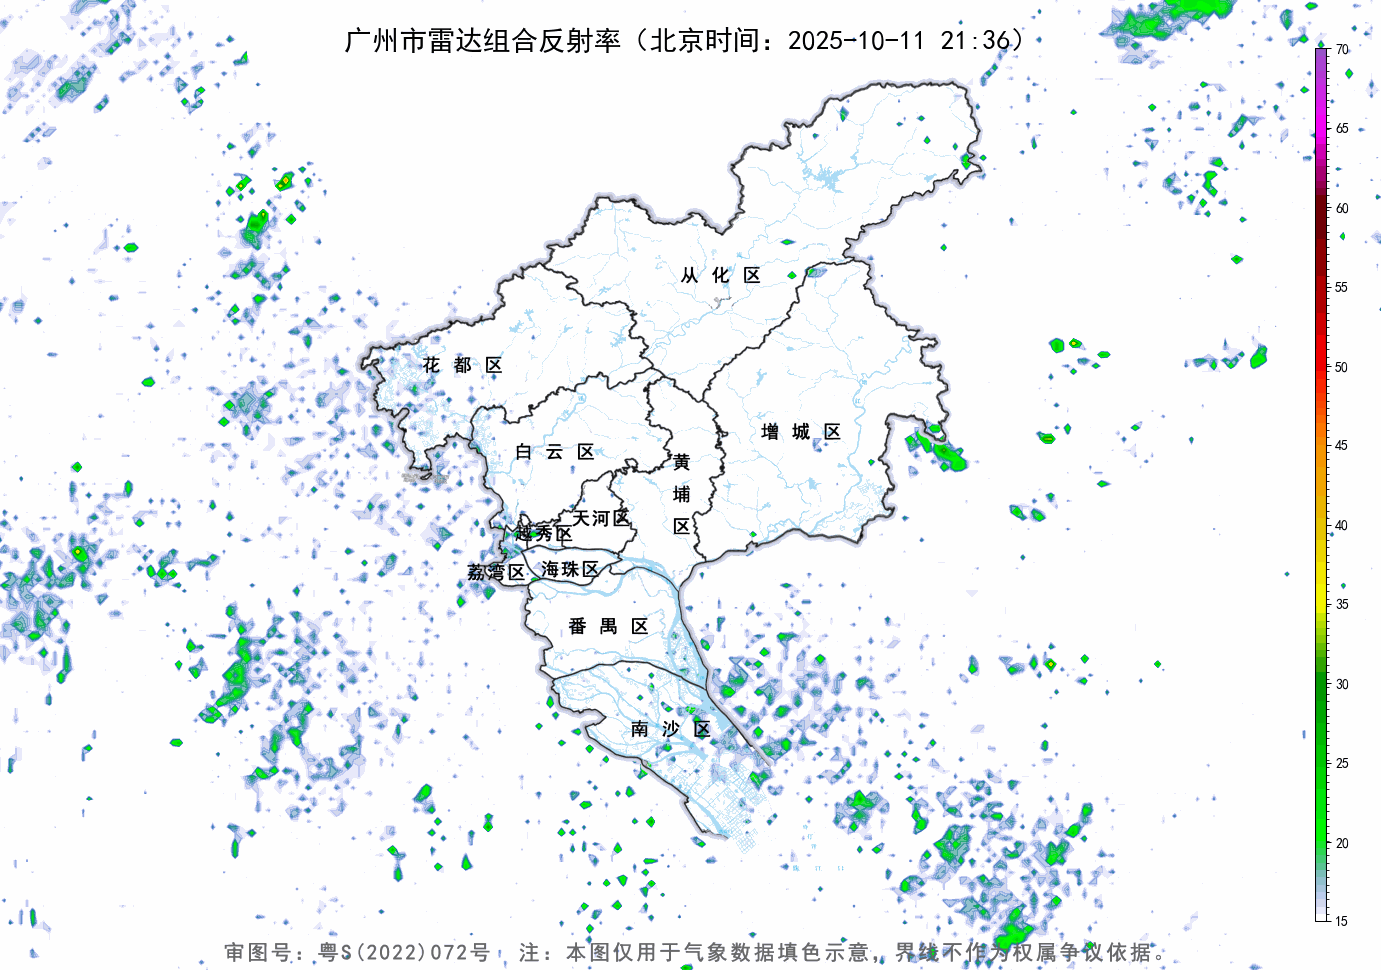 广州市雷达组合反射率（北京时间：2025-10-11 21:36）
70
65
60
55
50
45
40
35
30
25
20
15
从化区
花都区
增城区
白云区
黄埔区
天河区
越秀区
海珠区
荔湾区
番禺区
南沙区
审图号：粤S(2022)072号 注：本图仅用于气象数据填色示意，界线不作为权属争议依据。